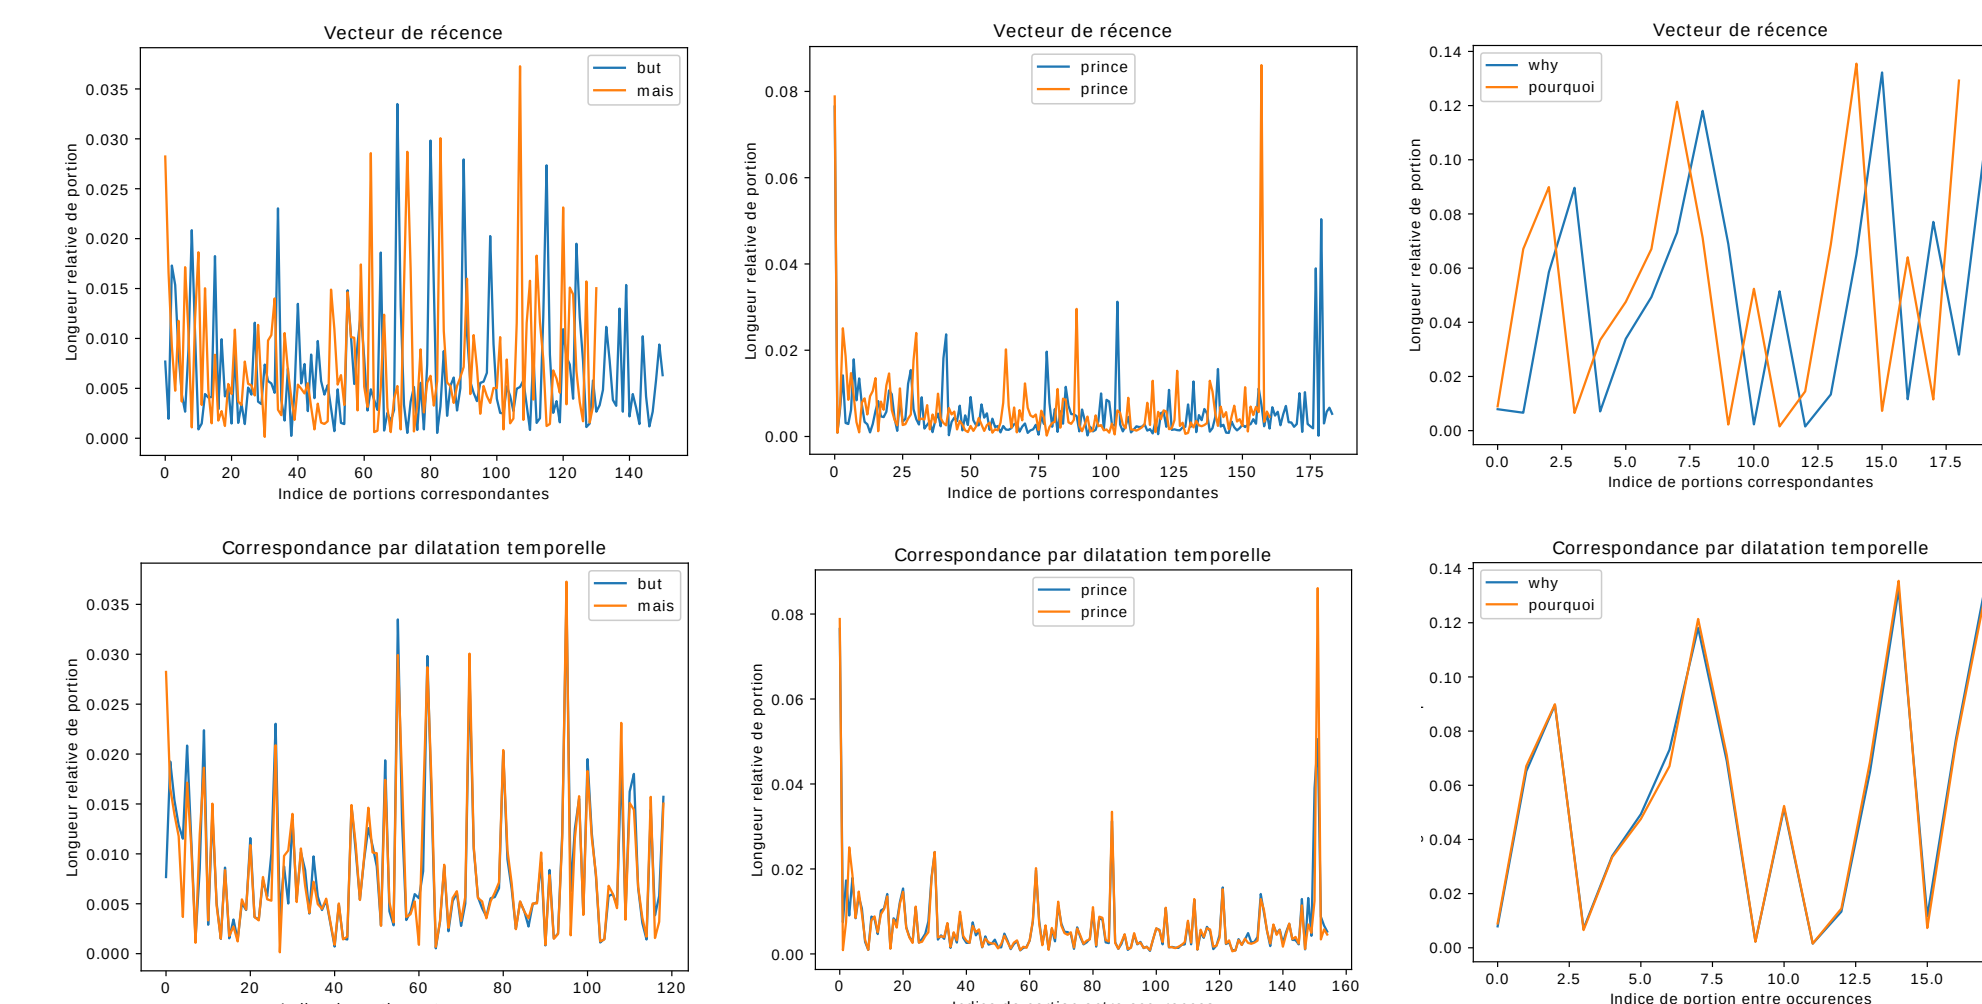 Vecteur de récence
but
mais
Longueur relative de portion
0.035
0.030
0.025
0.020
0.015
0.010
0.005
0.000
0 20 40 60 80 100 120 140
Indice de portions correspondantes
Vecteur de récence
prince
prince
Longueur relative de portion
0.08
0.06
0.04
0.02
0.00
0 25 50 75 100 125 150 175
Indice de portions correspondantes
Vecteur de récence
why
pourquoi
Longueur relative de portion
0.14
0.12
0.10
0.08
0.06
0.04
0.02
0.00
0.0 2.5 5.0 7.5 10.0 12.5 15.0 17.5
Indice de portions correspondantes
Correspondance par dilatation temporelle
but
mais
Longueur relative de portion
0.035
0.030
0.025
0.020
0.015
0.010
0.005
0.000
0 20 40 60 80 100 120
Correspondance par dilatation temporelle
prince
prince
Longueur relative de portion
0.08
0.06
0.04
0.02
0.00
0 20 40 60 80 100 120 140 160
Correspondance par dilatation temporelle
why
pourquoi
0.14
0.12
0.10
0.08
0.06
0.04
0.02
0.00
0.0 2.5 5.0 7.5 10.0 12.5 15.0
Indice de portion entre occurences